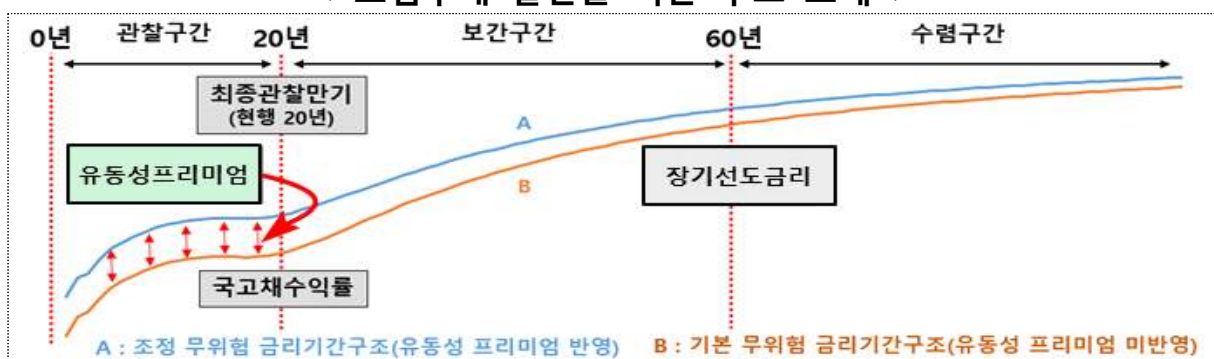 0년 관찰구간 20년 보간구간 60년 수렴구간
최종관찰만기
(현행 20년)
A
유동성프리미엄
B
장기선도금리
국고채수익률
A : 조정 무위험 금리기간구조(유동성 프리미엄 반영) B : 기본 무위험 금리기간구조(유동성 프리미엄 미반영)